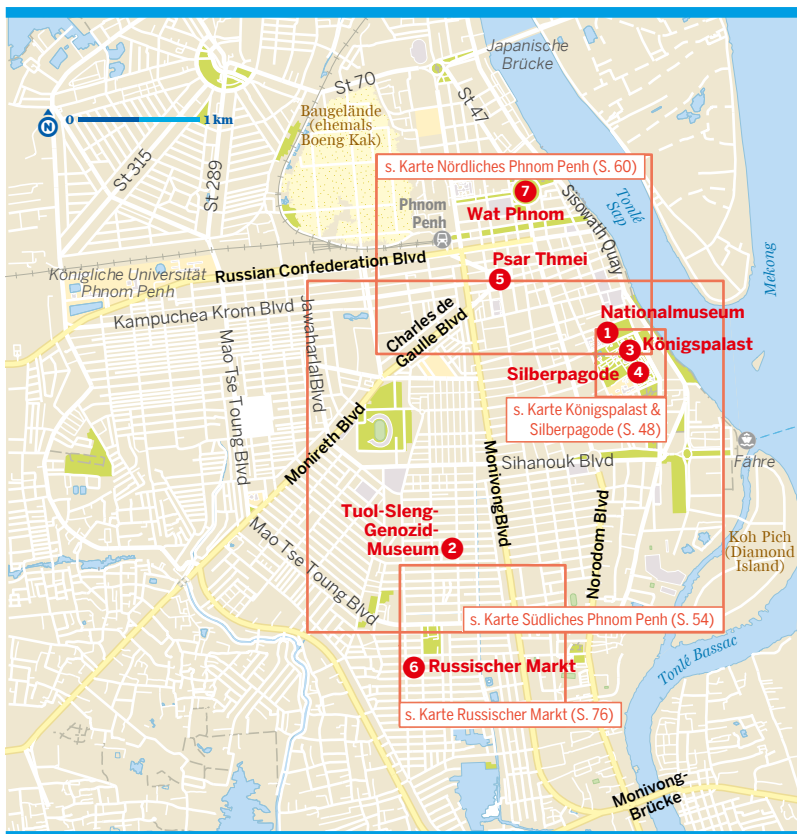 Japanische
Brücke
St 70
St 47
N
0
1 km
Baugelände
(ehemals
Boeng Kak)
St 315
St 289
s. Karte Nördliches Phnom Penh (S. 60)
7
Wat Phnom
Sisowath Quay
Tonlé
Sap
Mekong
Phnom
Penh
Königliche Universität
Phnom Penh
Russian Confederation Blvd
Psar Thmei
5
Kampuchea Krom Blvd
Jawaharlal Blvd
Charles de
Gaulle Blvd
Nationalmuseum
1
3
Königspalast
Silberpagode
4
Mao Tse Toung Blvd
s. Karte Königspalast &
Silberpagode (S. 48)
Monireth Blvd
Monivong Blvd
Sihanouk Blvd
Fähre
Norodom Blvd
Tuol-Sleng-
Genozid-
Museum
2
Mao Tse Toung Blvd
Koh Pich
(Diamond
Island)
s. Karte Südliches Phnom Penh (S. 54)
Tonlé Bassac
6
Russischer Markt
s. Karte Russischer Markt (S. 76)
Monivong-
Brücke